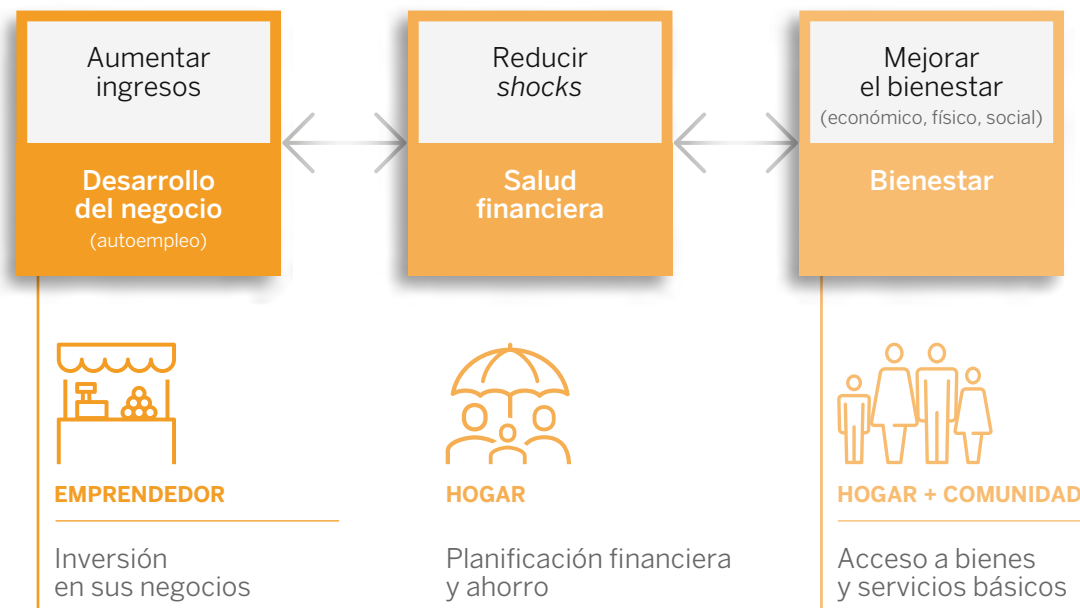 Aumentar
ingresos
Desarrollo
del negocio
(autoempleo)
Reducir
shocks
Salud
financiera
Mejorar
el bienestar
(económico, físico, social)
Bienestar
EMPRENDEDOR
Inversión
en sus negocios
HOGAR
Planificación financiera
y ahorro
HOGAR + COMUNIDAD
Acceso a bienes
y servicios básicos